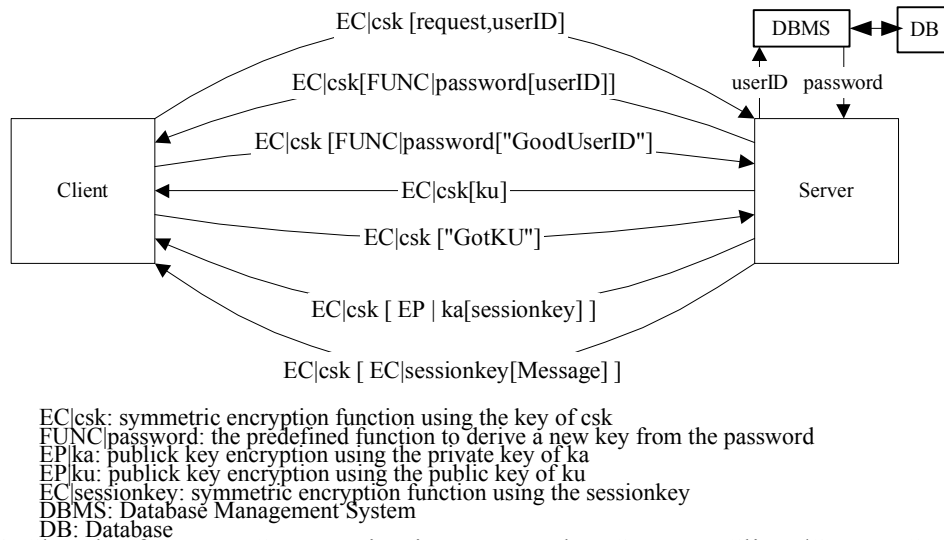 EC|csk [request,userID]
DBMS
DB
EC|csk[FUNC|password[userID]]
userID
password
EC|csk [FUNC|password["GoodUserID"]
Client
EC|csk[ku]
Server
EC|csk ["GotKU"]
EC|csk [ EP | ka[sessionkey] ]
EC|csk [ EC|sessionkey[Message] ]
EC|csk: symmetric encryption function using the key of csk
FUNC|password: the predefined function to derive a new key from the password
EP|ka: publick key encryption using the private key of ka
EP|ku: publick key encryption using the public key of ku
EC|sessionkey: symmetric encryption function using the sessionkey
DBMS: Database Management System
DB: Database